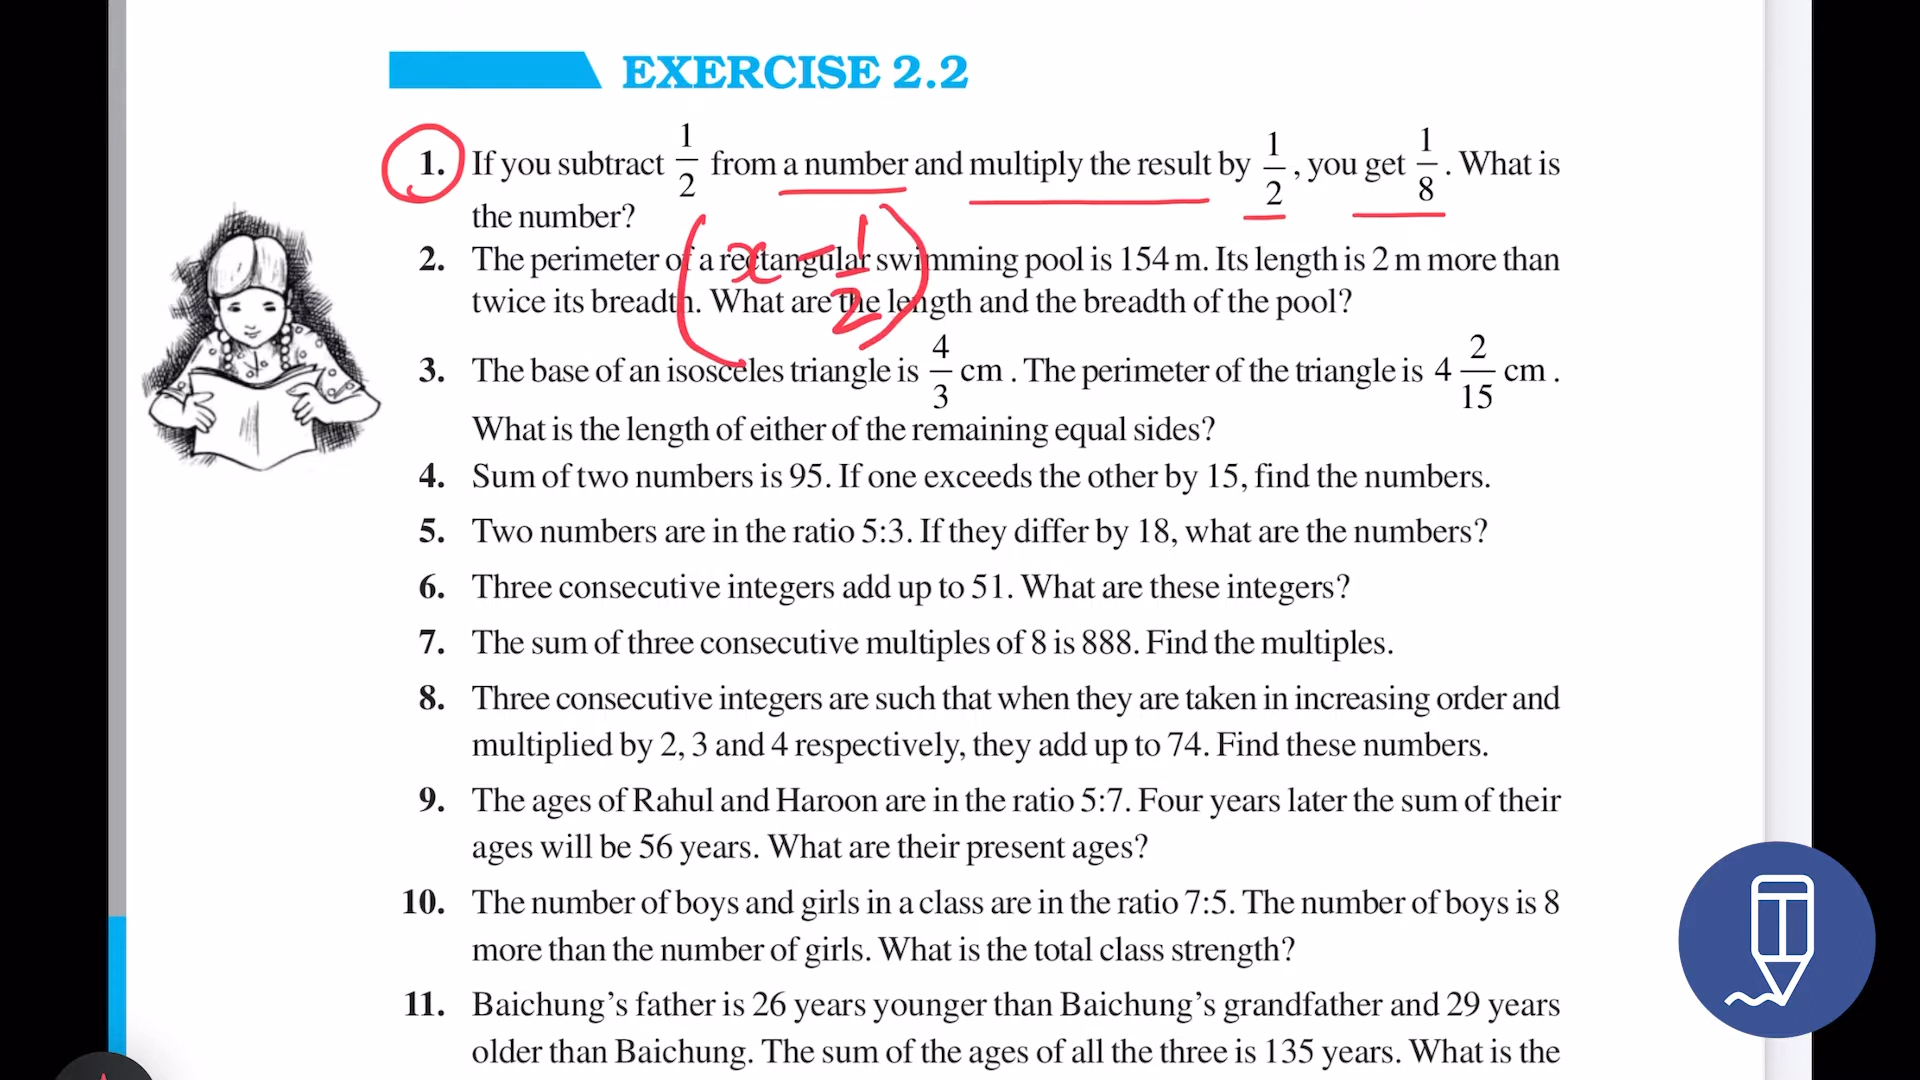 EXERCISE 2.2
1. If you subtract 1/2 from a number and multiply the result by 1/2, you get 1/8. What is
the number?
(x - 1/2)
2. The perimeter of a rectangular swimming pool is 154 m. Its length is 2 m more than
twice its breadth. What are the length and the breadth of the pool?
3. The base of an isosceles triangle is 4/3 cm. The perimeter of the triangle is 4 2/15 cm.
What is the length of either of the remaining equal sides?
4. Sum of two numbers is 95. If one exceeds the other by 15, find the numbers.
5. Two numbers are in the ratio 5:3. If they differ by 18, what are the numbers?
6. Three consecutive integers add up to 51. What are these integers?
7. The sum of three consecutive multiples of 8 is 888. Find the multiples.
8. Three consecutive integers are such that when they are taken in increasing order and
multiplied by 2, 3 and 4 respectively, they add up to 74. Find these numbers.
9. The ages of Rahul and Haroon are in the ratio 5:7. Four years later the sum of their
ages will be 56 years. What are their present ages?
10. The number of boys and girls in a class are in the ratio 7:5. The number of boys is 8
more than the number of girls. What is the total class strength?
11. Baichung's father is 26 years younger than Baichung's grandfather and 29 years
older than Baichung. The sum of the ages of all the three is 135 years. What is the